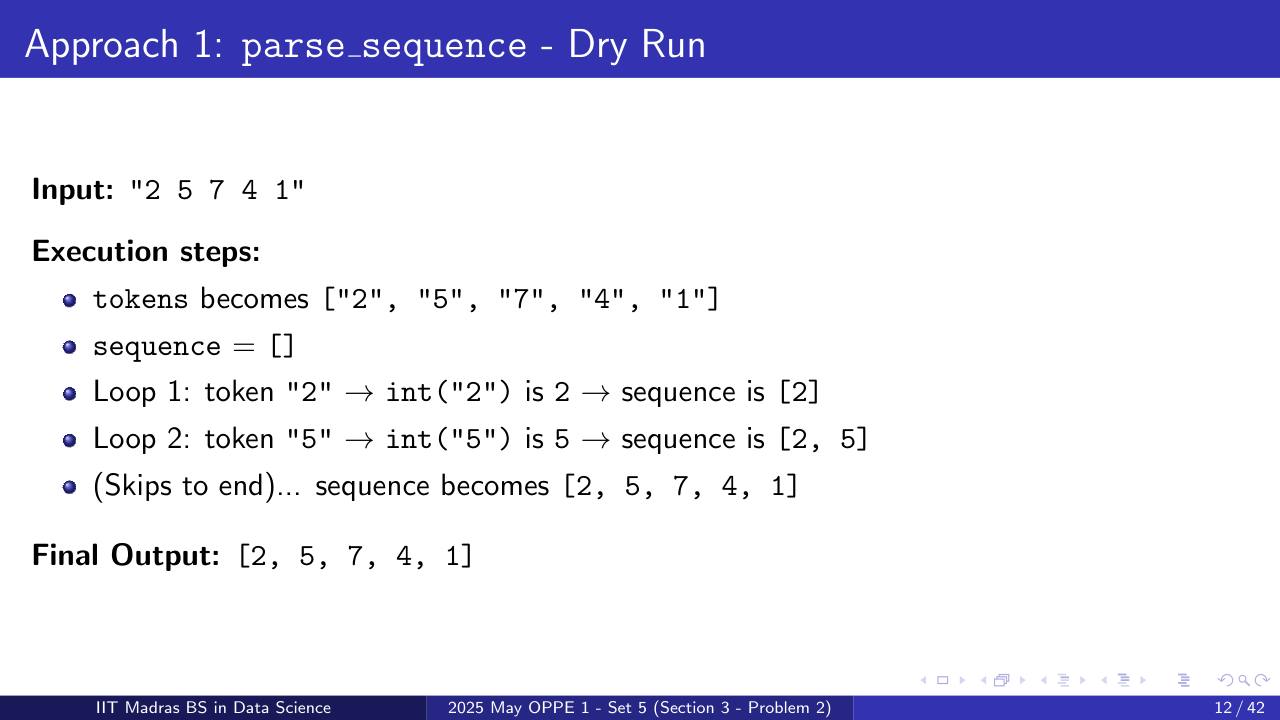 Approach 1: parse_sequence - Dry Run
Input: "2 5 7 4 1"
Execution steps:
tokens becomes ["2", "5", "7", "4", "1"]
sequence = []
Loop 1: token "2" → int("2") is 2 → sequence is [2]
Loop 2: token "5" → int("5") is 5 → sequence is [2, 5]
(Skips to end)... sequence becomes [2, 5, 7, 4, 1]
Final Output: [2, 5, 7, 4, 1]
IIT Madras BS in Data Science
2025 May OPPE 1 - Set 5 (Section 3 - Problem 2)
12 / 42